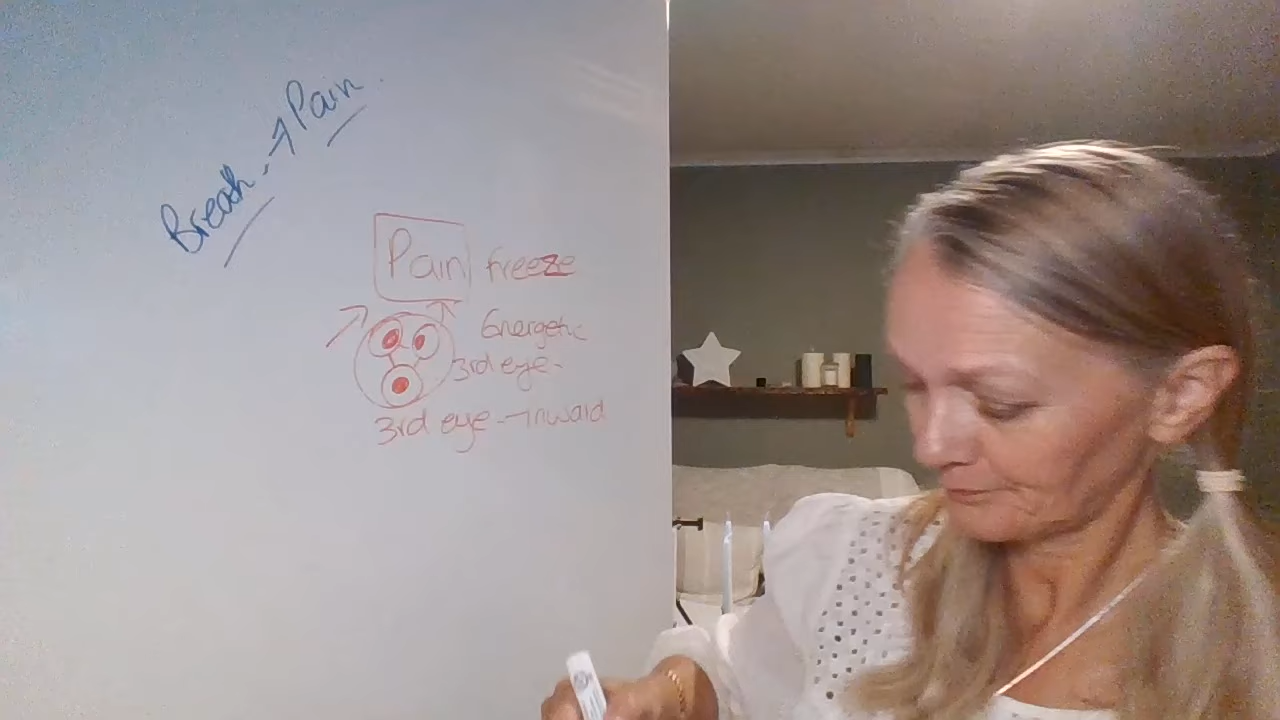 Breath -→ Pain
Pain freeze
Energetic
3rd eye-
3rd eye -→ inward